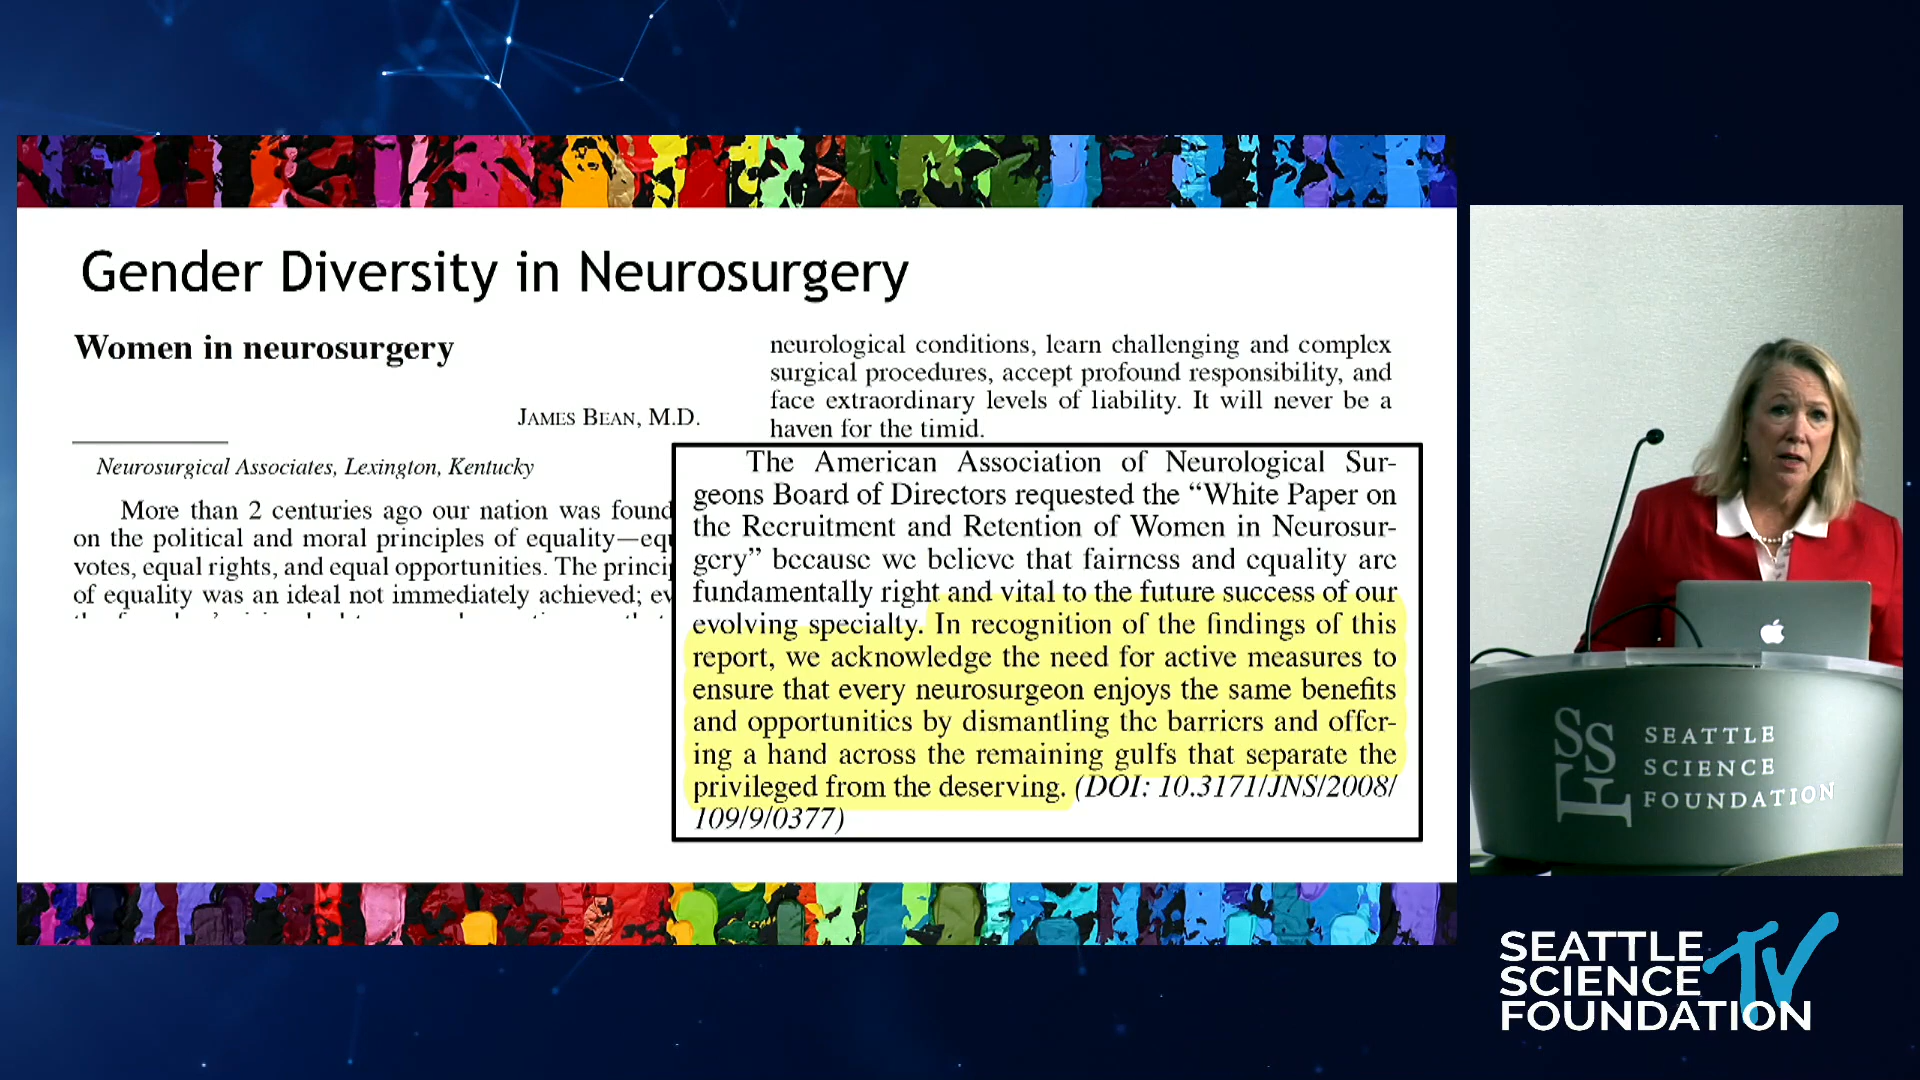 Gender Diversity in Neurosurgery
Women in neurosurgery
JAMES BEAN, M.D.
Neurosurgical Associates, Lexington, Kentucky
More than 2 centuries ago our nation was found
on the political and moral principles of equality—equ
votes, equal rights, and equal opportunities. The princip
of equality was an ideal not immediately achieved; ev
neurological conditions, learn challenging and complex
surgical procedures, accept profound responsibility, and
face extraordinary levels of liability. It will never be a
haven for the timid.
The American Association of Neurological Sur-
geons Board of Directors requested the “White Paper on
the Recruitment and Retention of Women in Neurosur-
gery” because we believe that fairness and equality are
fundamentally right and vital to the future success of our
evolving specialty. In recognition of the findings of this
report, we acknowledge the need for active measures to
ensure that every neurosurgeon enjoys the same benefits
and opportunities by dismantling the barriers and offer-
ing a hand across the remaining gulfs that separate the
privileged from the deserving. (DOI: 10.3171/JNS/2008/
109/9/0377)
SSF
SEATTLE
SCIENCE
FOUNDATION
SEATTLE
SCIENCE
FOUNDATION
TV